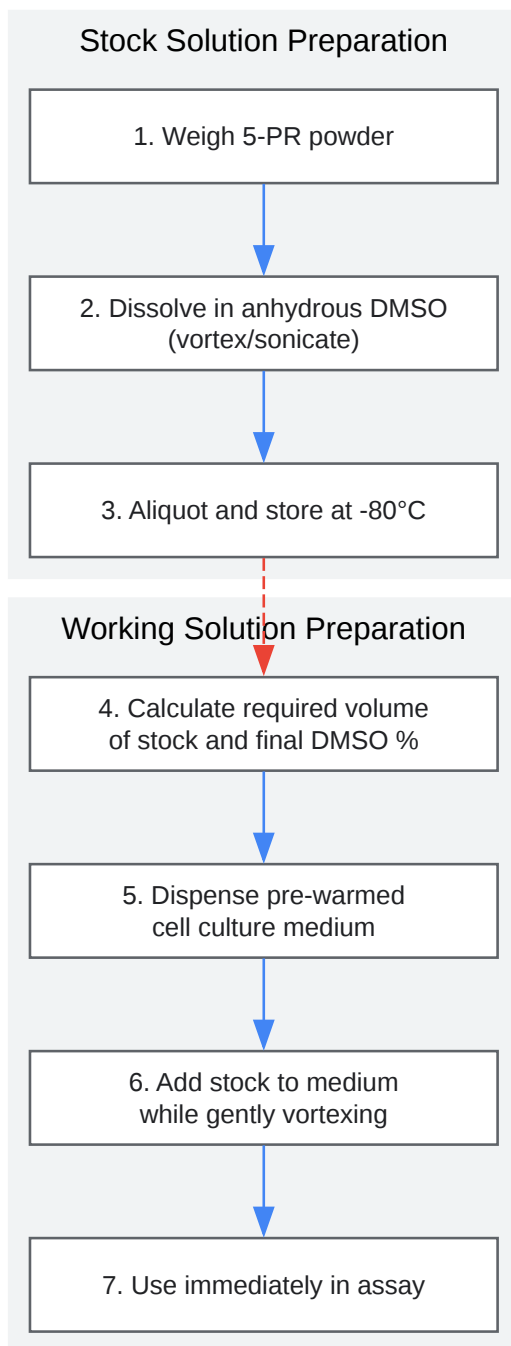 Stock Solution Preparation
1. Weigh 5-PR powder
2. Dissolve in anhydrous DMSO
(vortex/sonicate)
3. Aliquot and store at -80°C
Working Solution Preparation
4. Calculate required volume
of stock and final DMSO %
5. Dispense pre-warmed
cell culture medium
6. Add stock to medium
while gently vortexing
7. Use immediately in assay